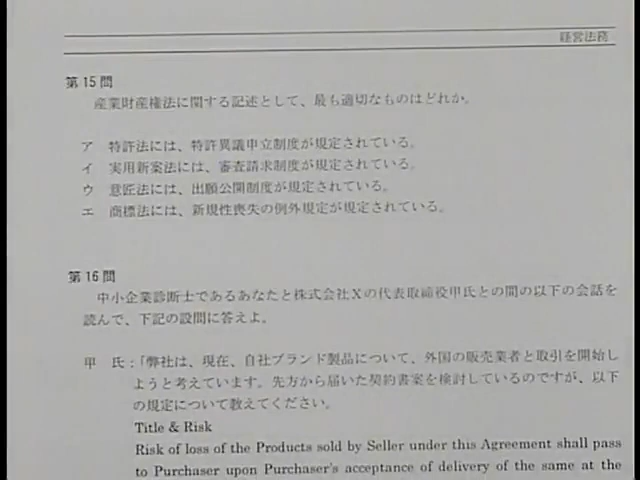 経営法務
第15問
産業財産権法に関する記述として、最も適切なものはどれか。
ア 特許法には、特許異議申立制度が規定されている。
イ 実用新案法には、審査請求制度が規定されている。
ウ 意匠法には、出願公開制度が規定されている。
エ 商標法には、新規性喪失の例外規定が規定されている。
第16問
中小企業診断士であるあなたと株式会社Xの代表取締役甲氏との間の以下の会話を
読んで、下記の設問に答えよ。
甲 氏:「弊社は、現在、自社ブランド製品について、外国の販売業者と取引を開始し
ようと考えています。先方から届いた契約書案を検討しているのですが、以下
の規定について教えてください。
Title & Risk
Risk of loss of the Products sold by Seller under this Agreement shall pass
to Purchaser upon Purchaser's acceptance of delivery of the same at the